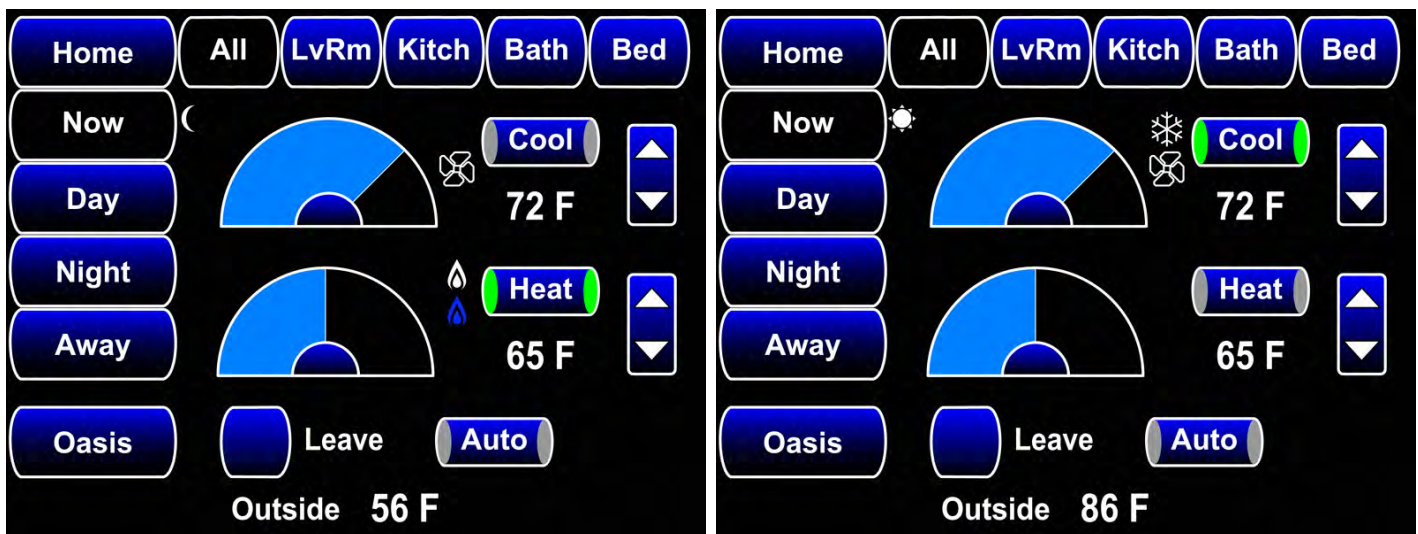 Home All LvRm Kitch Bath Bed
Now
Cool
Day
72 F
Night
Heat
Away
65 F
Oasis
Leave
Auto
Outside 56 F
Home All LvRm Kitch Bath Bed
Now
Cool
Day
72 F
Night
Heat
Away
65 F
Oasis
Leave
Auto
Outside 86 F